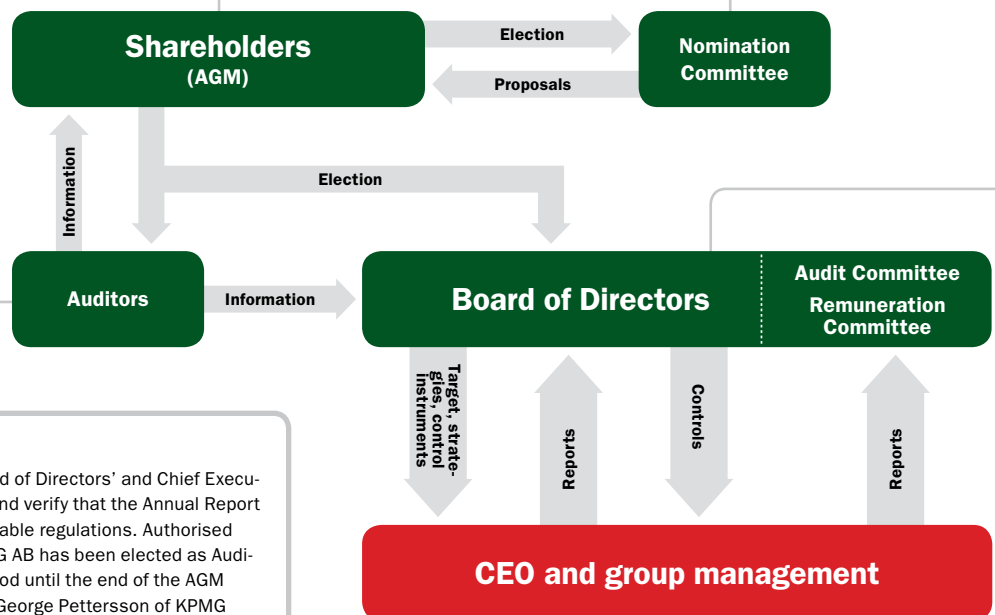 Shareholders
(AGM)
Election
Proposals
Nomination
Committee
Information
Election
Auditors
Information
Board of Directors
Audit Committee
Remuneration
Committee
Target, strate-
gies, control
instruments
Reports
Controls
Reports
CEO and group management
of Directors’ and Chief Execu-
verify that the Annual Report
regulations. Authorised
AB has been elected as Audi-
until the end of the AGM
George Pettersson of KPMG